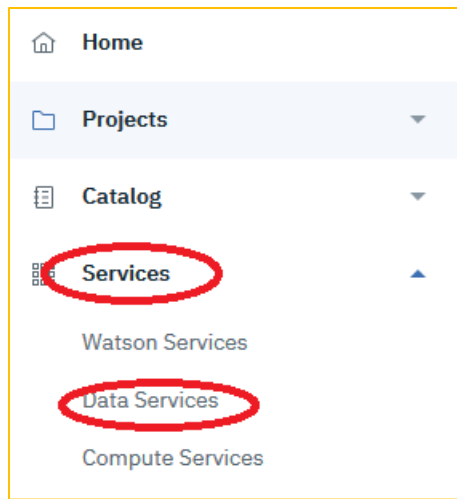 Home
Projects
Catalog
Services
Watson Services
Data Services
Compute Services